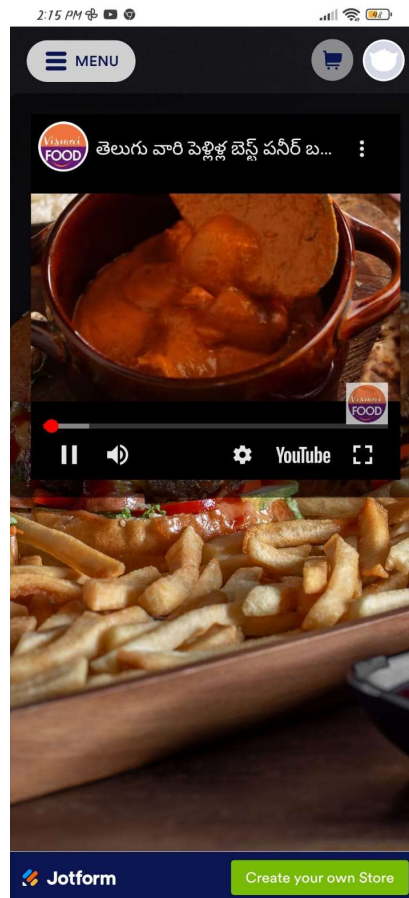 2:15 PM
MENU
Vismai
FOOD
తెలుగు వారి పెళ్లిళ్ల బెస్ట్ పనీర్ బ...
Vismai
FOOD
YouTube
Jotform
Create your own Store